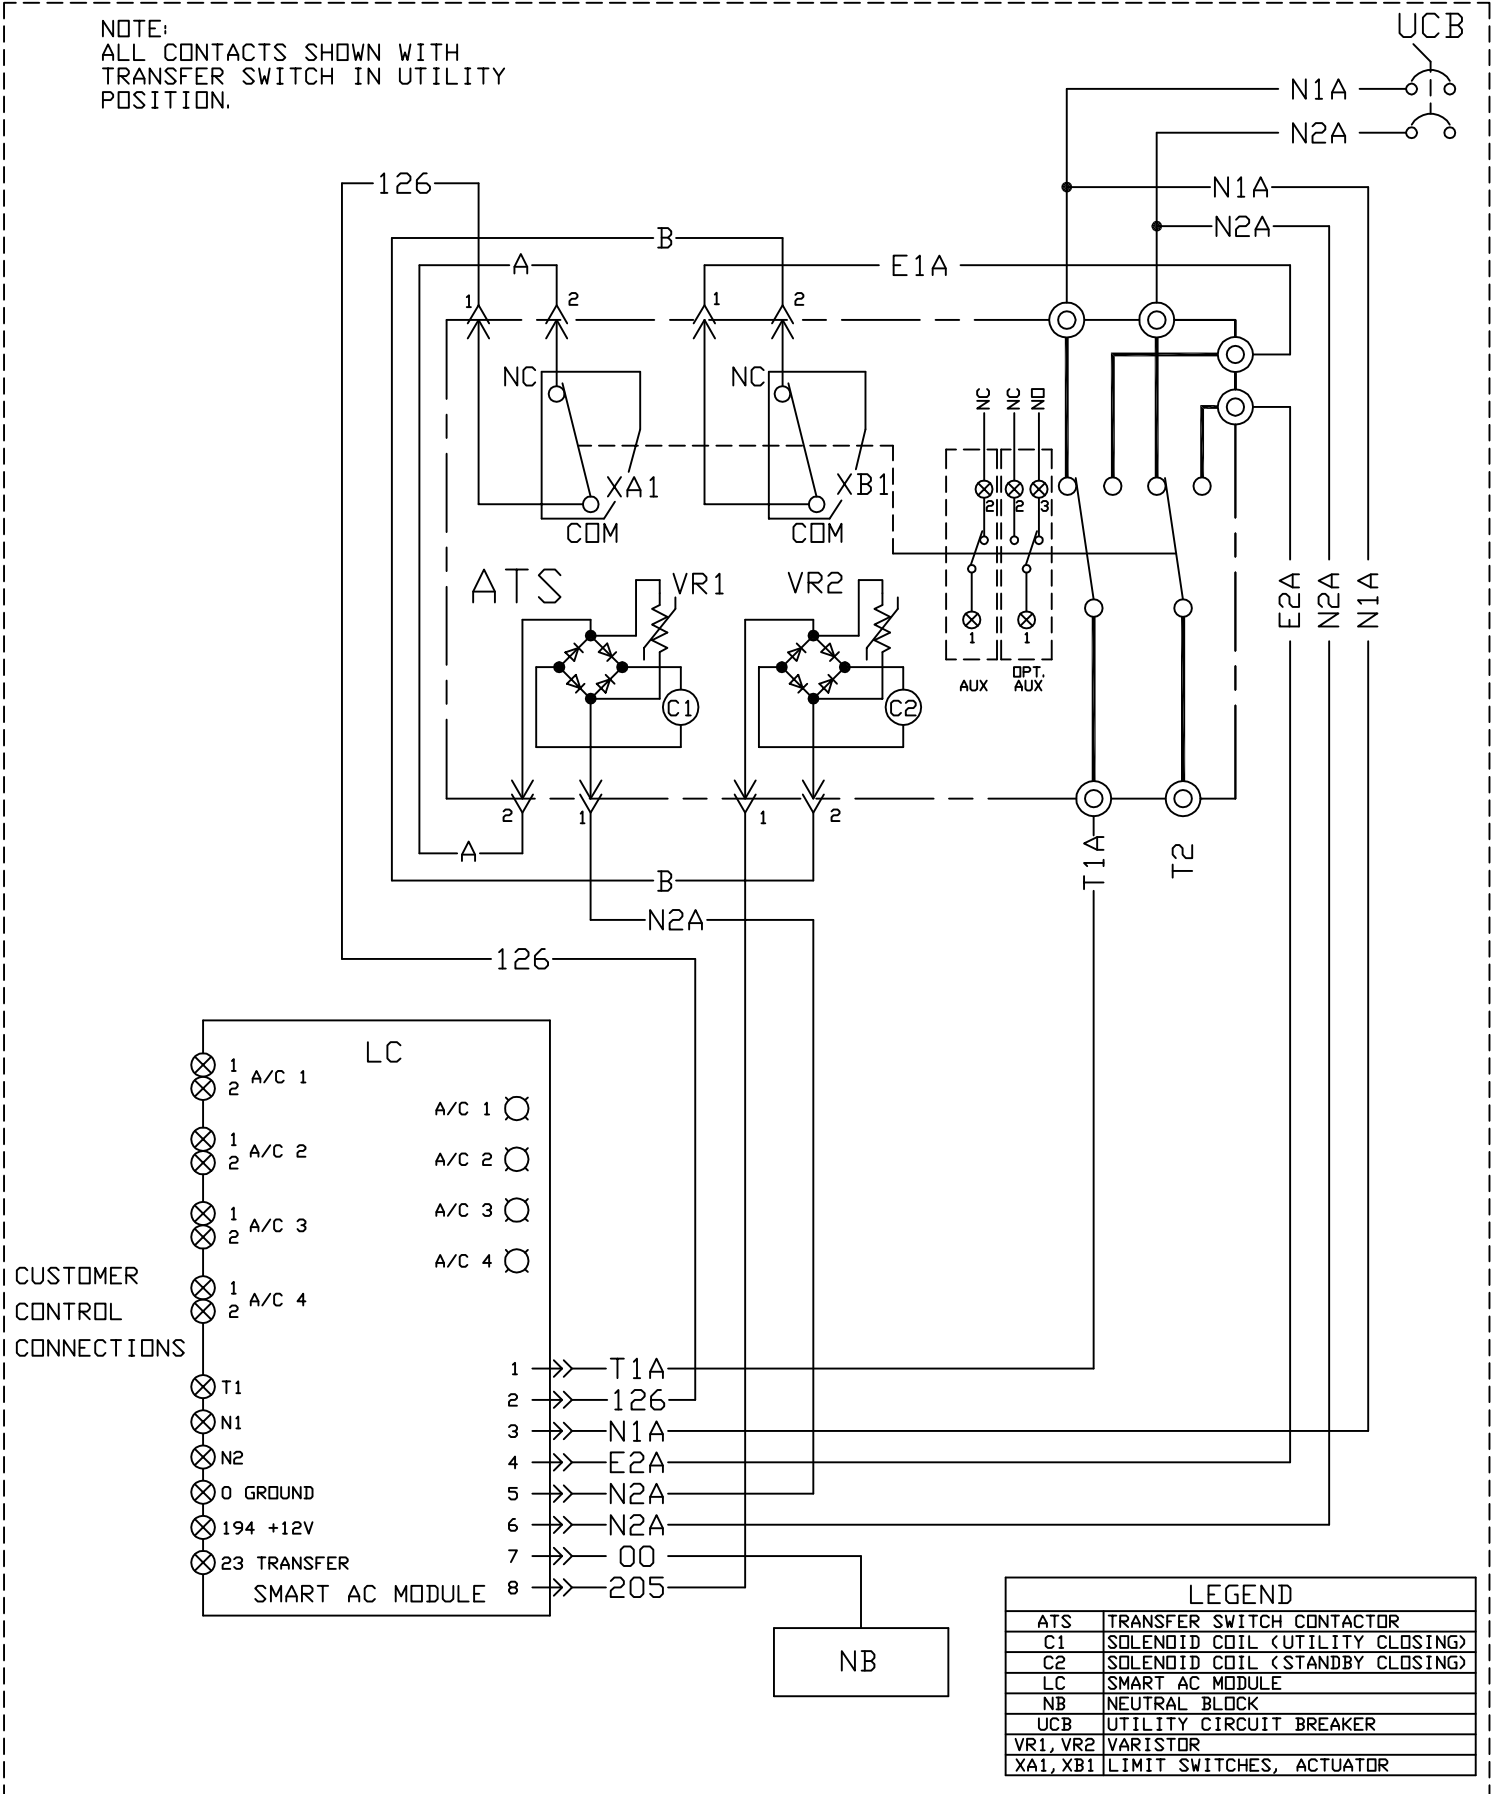 NOTE:
ALL CONTACTS SHOWN WITH
TRANSFER SWITCH IN UTILITY
POSITION.
UCB
N1A
N2A
126
N1A
N2A
B
A
E1A
1
2
1
2
NC
NC
NC
NC
NO
XA1
XB1
2
2
3
COM
COM
ATS
VR1
VR2
E2A
N2A
N1A
1
1
AUX
OPT.
AUX
C1
C2
2
1
1
2
A
B
T1A
T2
N2A
126
LC
1
2
A/C 1
A/C 1
1
2
A/C 2
A/C 2
1
2
A/C 3
A/C 3
A/C 4
1
2
A/C 4
CUSTOMER
CONTROL
CONNECTIONS
T1
N1
N2
0 GROUND
194 +12V
23 TRANSFER
SMART AC MODULE
1 T1A
2 126
3 N1A
4 E2A
5 N2A
6 N2A
7 00
8 205
NB
LEGEND
ATS TRANSFER SWITCH CONTACTOR
C1 SOLENOID COIL (UTILITY CLOSING)
C2 SOLENOID COIL (STANDBY CLOSING)
LC SMART AC MODULE
NB NEUTRAL BLOCK
UCB UTILITY CIRCUIT BREAKER
VR1, VR2 VARISTOR
XA1, XB1 LIMIT SWITCHES, ACTUATOR